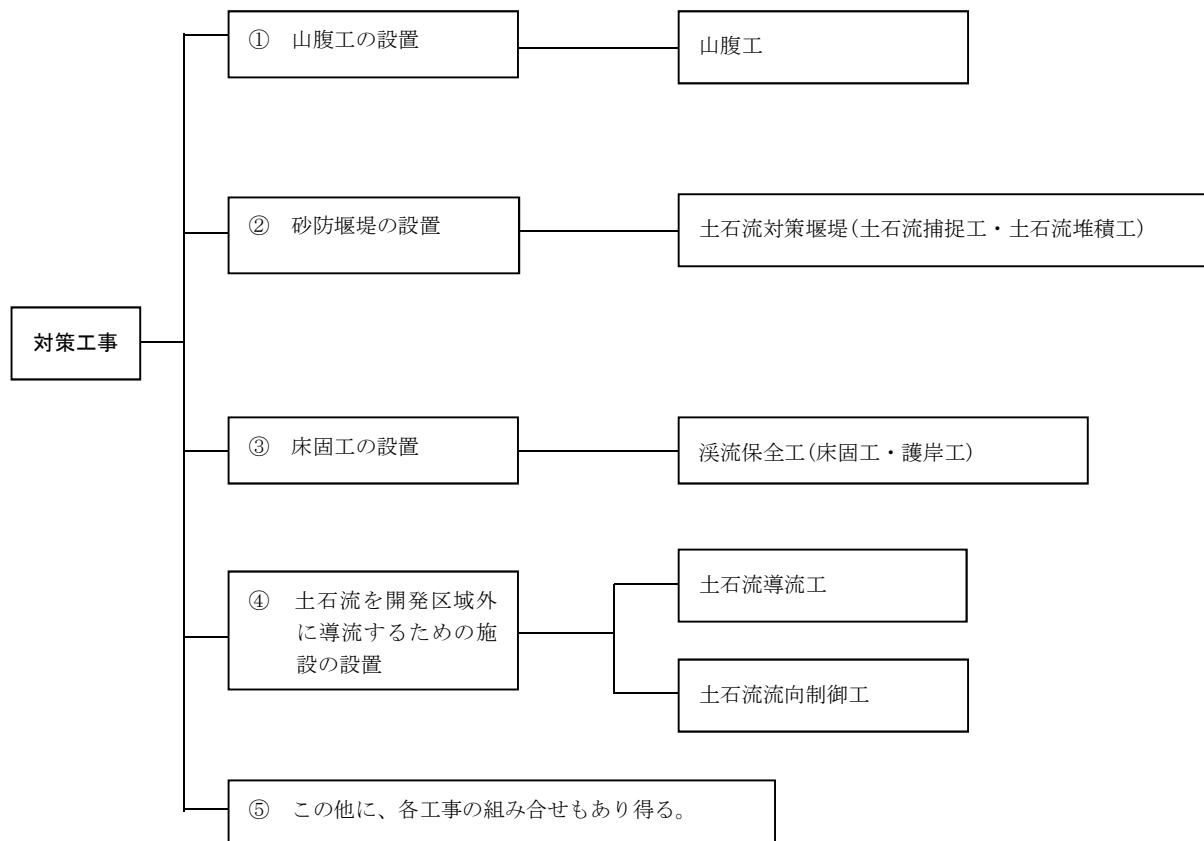 ① 山腹工の設置
山腹工
② 砂防堰堤の設置
土石流対策堰堤(土石流捕捉工・土石流堆積工)
対策工事
③ 床固工の設置
渓流保全工(床固工・護岸工)
④ 土石流を開発区域外
に導流するための施
設の設置
土石流導流工
土石流流向制御工
⑤ この他に、各工事の組み合せもあり得る。